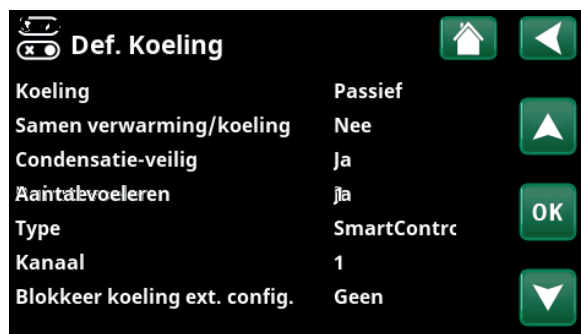 Def. Koeling
Koeling Passief
Samen verwarming/koeling Nee
Condensatie-veilig Ja
Type SmartContrc
Kanaal 1
Blokkeer koeling ext. config. Geen
OK